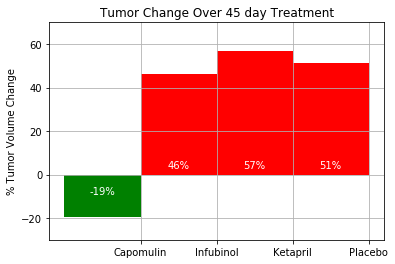 Tumor Change Over 45 day Treatment
% Tumor Volume Change
60
40
20
0
−20
-19%
46%
57%
51%
Capomulin
Infubinol
Ketapril
Placebo